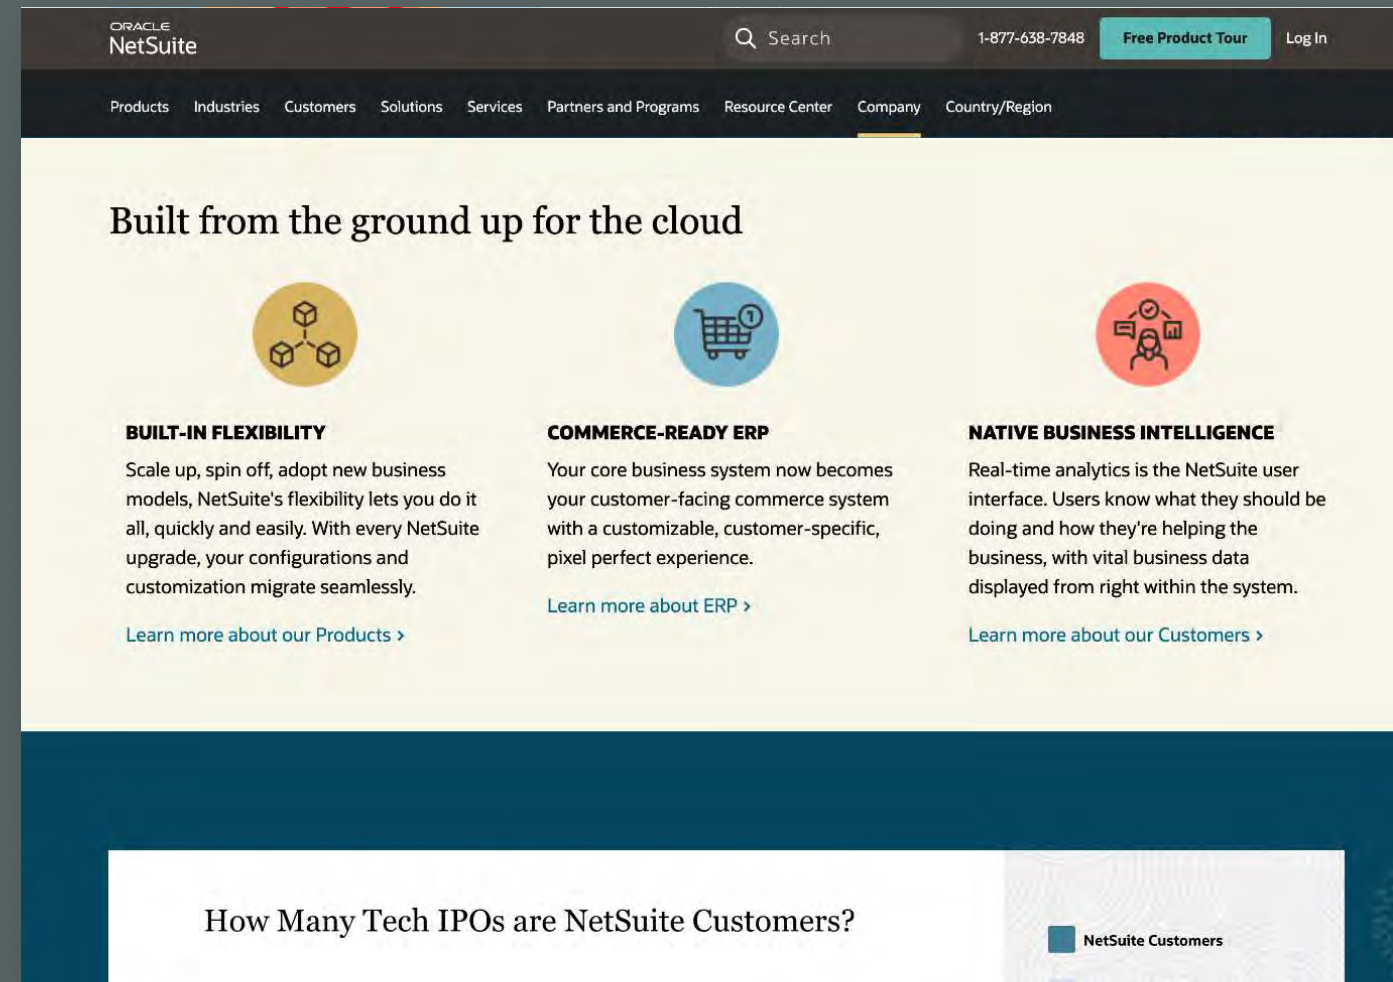 ORACLE
NetSuite
Search
1-877-638-7848
Free Product Tour
Log In
Products Industries Customers Solutions Services Partners and Programs Resource Center Company Country/Region
Built from the ground up for the cloud
1
BUILT-IN FLEXIBILITY
Scale up, spin off, adopt new business
models, NetSuite's flexibility lets you do it
all, quickly and easily. With every NetSuite
upgrade, your configurations and
customization migrate seamlessly.
Learn more about our Products >
COMMERCE-READY ERP
Your core business system now becomes
your customer-facing commerce system
with a customizable, customer-specific,
pixel perfect experience.
Learn more about ERP >
NATIVE BUSINESS INTELLIGENCE
Real-time analytics is the NetSuite user
interface. Users know what they should be
doing and how they're helping the
business, with vital business data
displayed from right within the system.
Learn more about our Customers >
How Many Tech IPOs are NetSuite Customers?
NetSuite Customers